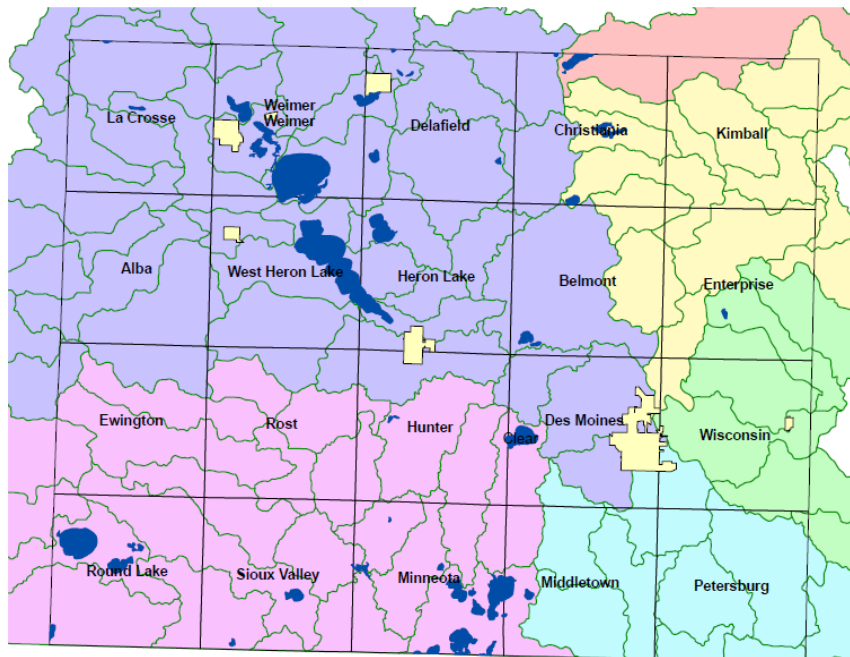 La Crosse
Weimer
Weimer
Delafield
Christiania
Kimball
Alba
West Heron Lake
Heron Lake
Belmont
Enterprise
Ewington
Rost
Hunter
Clear
Des Moines
Wisconsin
Round Lake
Sioux Valley
Minneota
Middletown
Petersburg